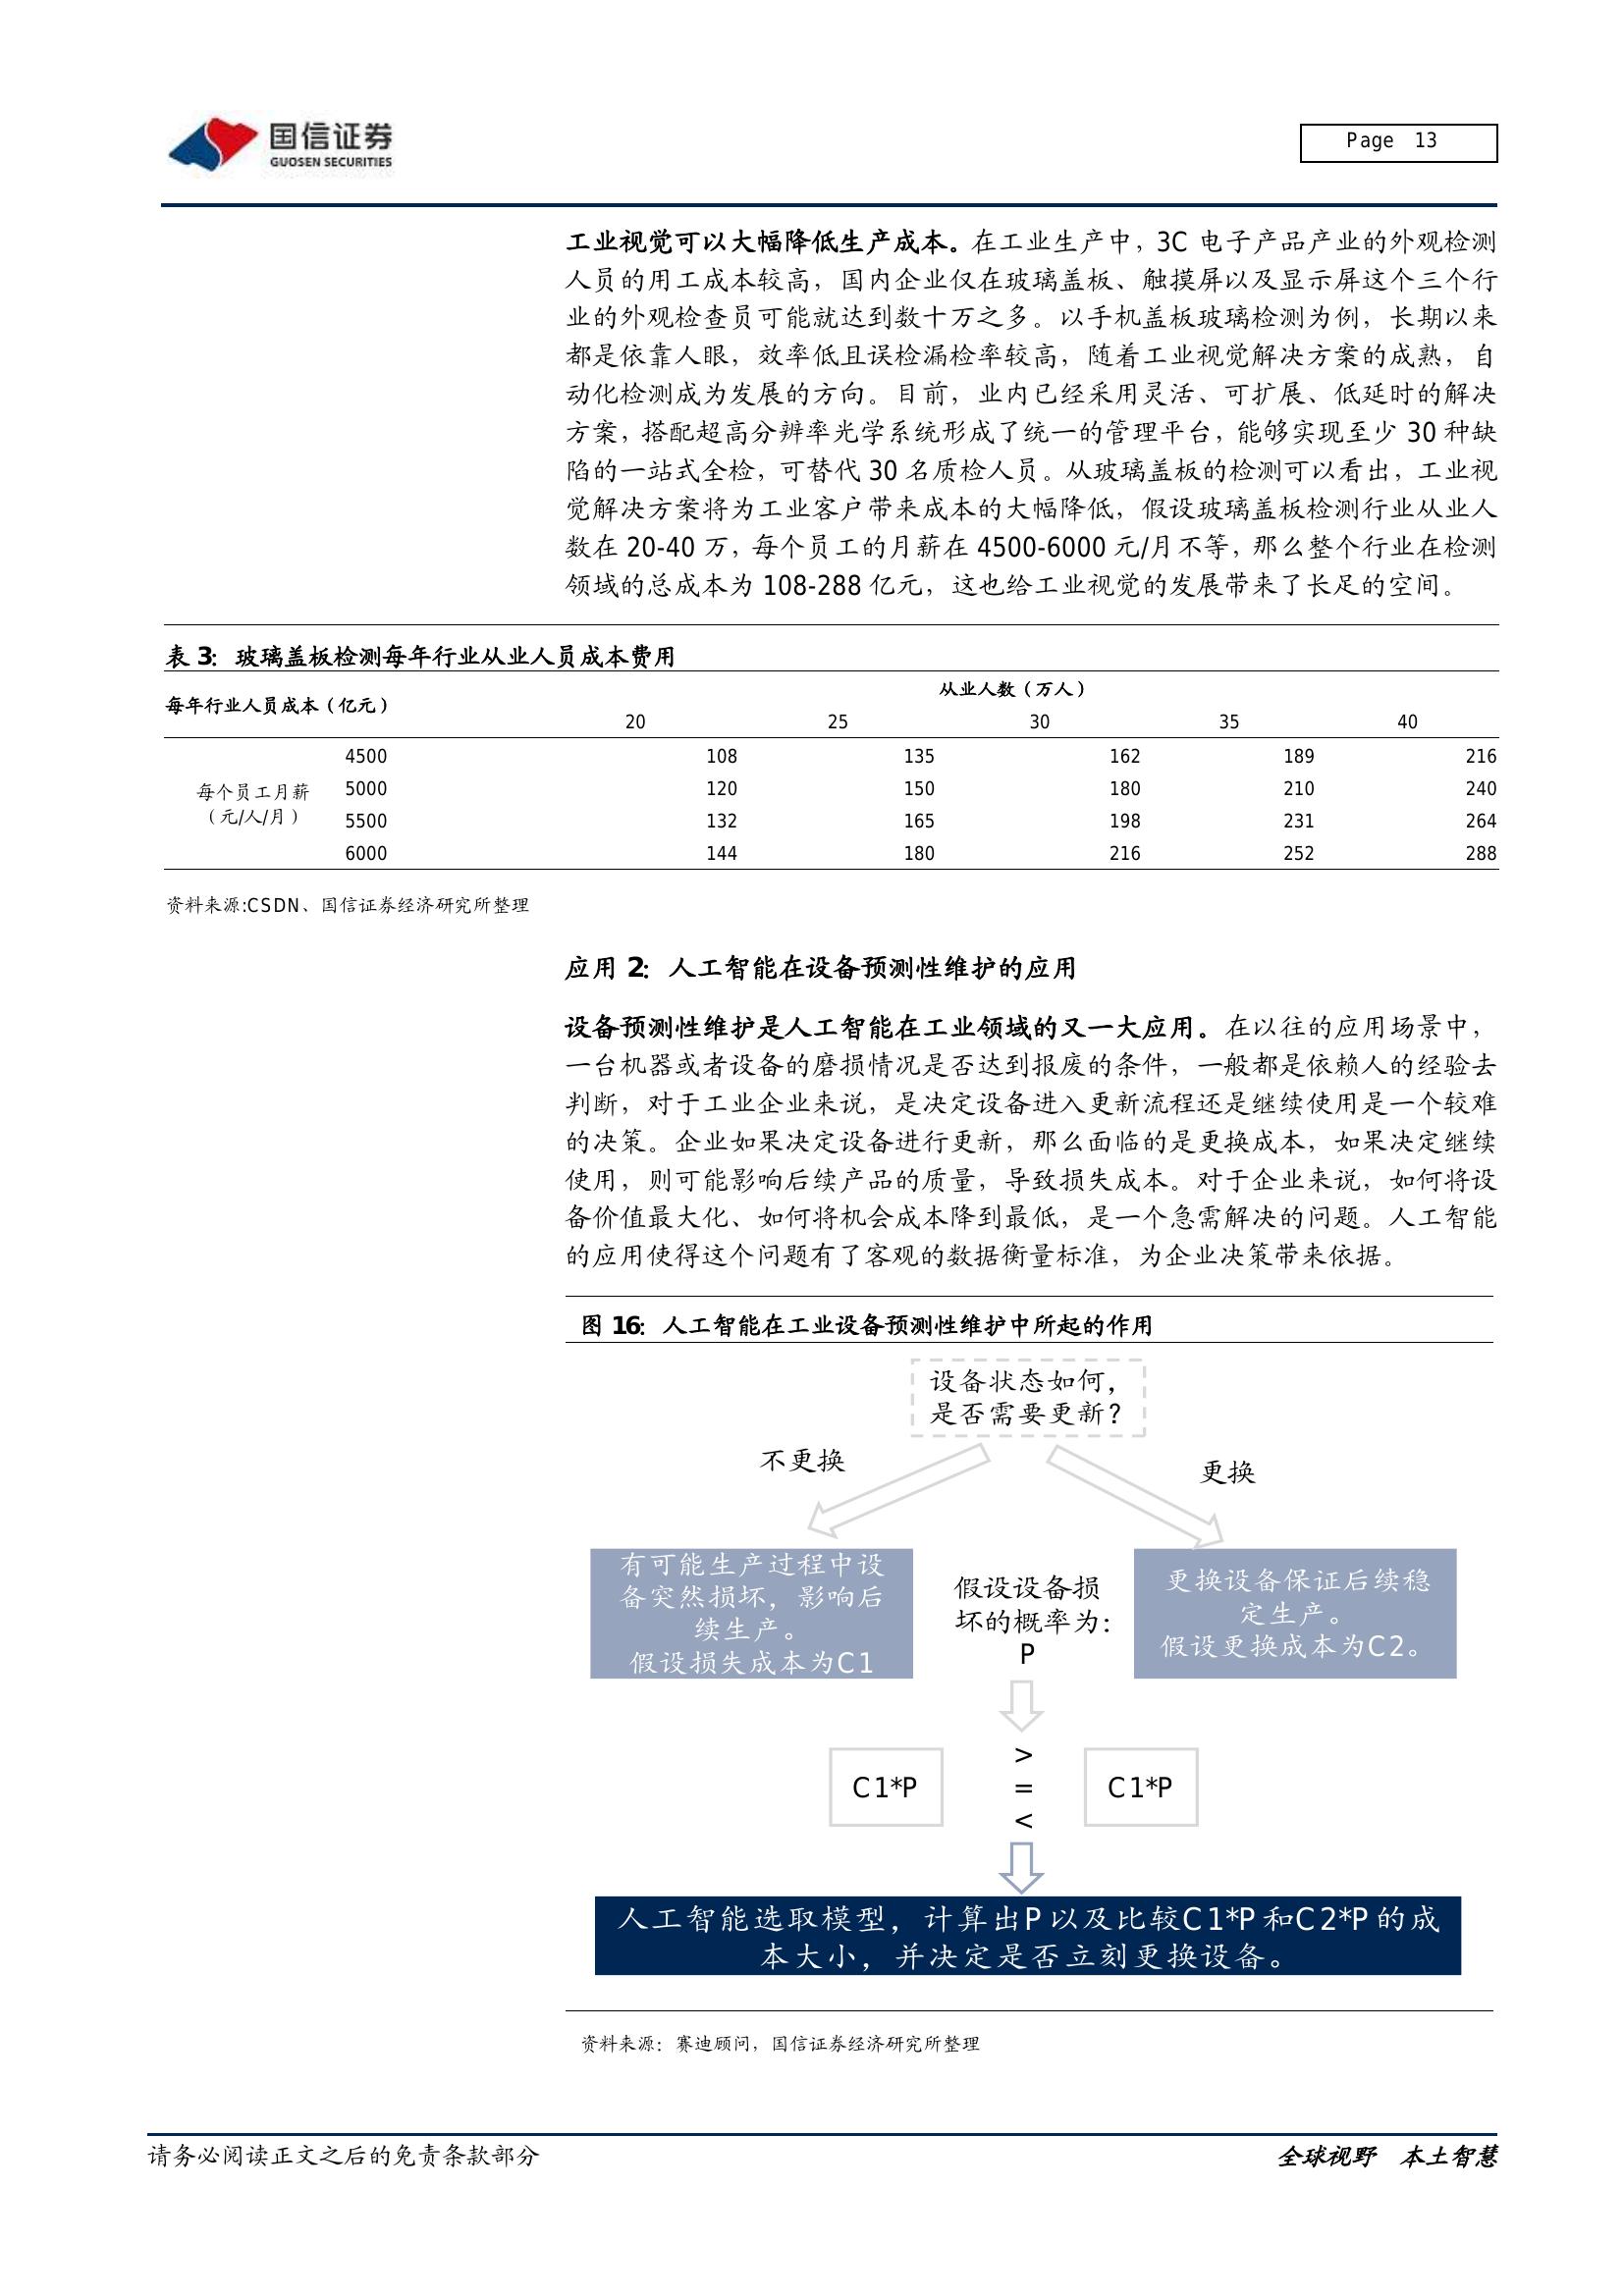 国信证券
GUOSEN SECURITIES
Page 13
工业视觉可以大幅降低生产成本。在工业生产中，3C 电子产品产业的外观检测
人员的用工成本较高，国内企业仅在玻璃盖板、触摸屏以及显示屏这个三个行
业的外观检查员可能就达到数十万之多。以手机盖板玻璃检测为例，长期以来
都是依靠人眼，效率低且误检漏检率较高，随着工业视觉解决方案的成熟，自
动化检测成为发展的方向。目前，业内已经采用灵活、可扩展、低延时的解决
方案，搭配超高分辨率光学系统形成了统一的管理平台，能够实现至少 30 种缺
陷的一站式全检，可替代 30 名质检人员。从玻璃盖板的检测可以看出，工业视
觉解决方案将为工业客户带来成本的大幅降低，假设玻璃盖板检测行业从业人
数在 20-40 万，每个员工的月薪在 4500-6000 元/月不等，那么整个行业在检测
领域的总成本为 108-288 亿元，这也给工业视觉的发展带来了长足的空间。
表 3：玻璃盖板检测每年行业从业人员成本费用
每年行业人员成本（亿元） 从业人数（万人）
20 25 30 35 40
4500 108 135 162 189 216
每个员工月薪 5000 120 150 180 210 240
（元/人/月） 5500 132 165 198 231 264
6000 144 180 216 252 288
资料来源:CSDN、国信证券经济研究所整理
应用 2：人工智能在设备预测性维护的应用
设备预测性维护是人工智能在工业领域的又一大应用。在以往的应用场景中，
一台机器或者设备的磨损情况是否达到报废的条件，一般都是依赖人的经验去
判断，对于工业企业来说，是决定设备进入更新流程还是继续使用是一个较难
的决策。企业如果决定设备进行更新，那么面临的是更换成本，如果决定继续
使用，则可能影响后续产品的质量，导致损失成本。对于企业来说，如何将设
备价值最大化、如何将机会成本降到最低，是一个急需解决的问题。人工智能
的应用使得这个问题有了客观的数据衡量标准，为企业决策带来依据。
图 16：人工智能在工业设备预测性维护中所起的作用
设备状态如何，
是否需要更新?
不更换
更换
有可能生产过程中设
备突然损坏，影响后
续生产。
假设损失成本为C1
假设设备损
坏的概率为：
P
更换设备保证后续稳
定生产。
假设更换成本为C2。
>
C1*P = C1*P
<
人工智能选取模型，计算出P以及比较C1*P和C2*P的成
本大小，并决定是否立刻更换设备。
资料来源：赛迪顾问，国信证券经济研究所整理
请务必阅读正文之后的免责条款部分
全球视野 本土智慧